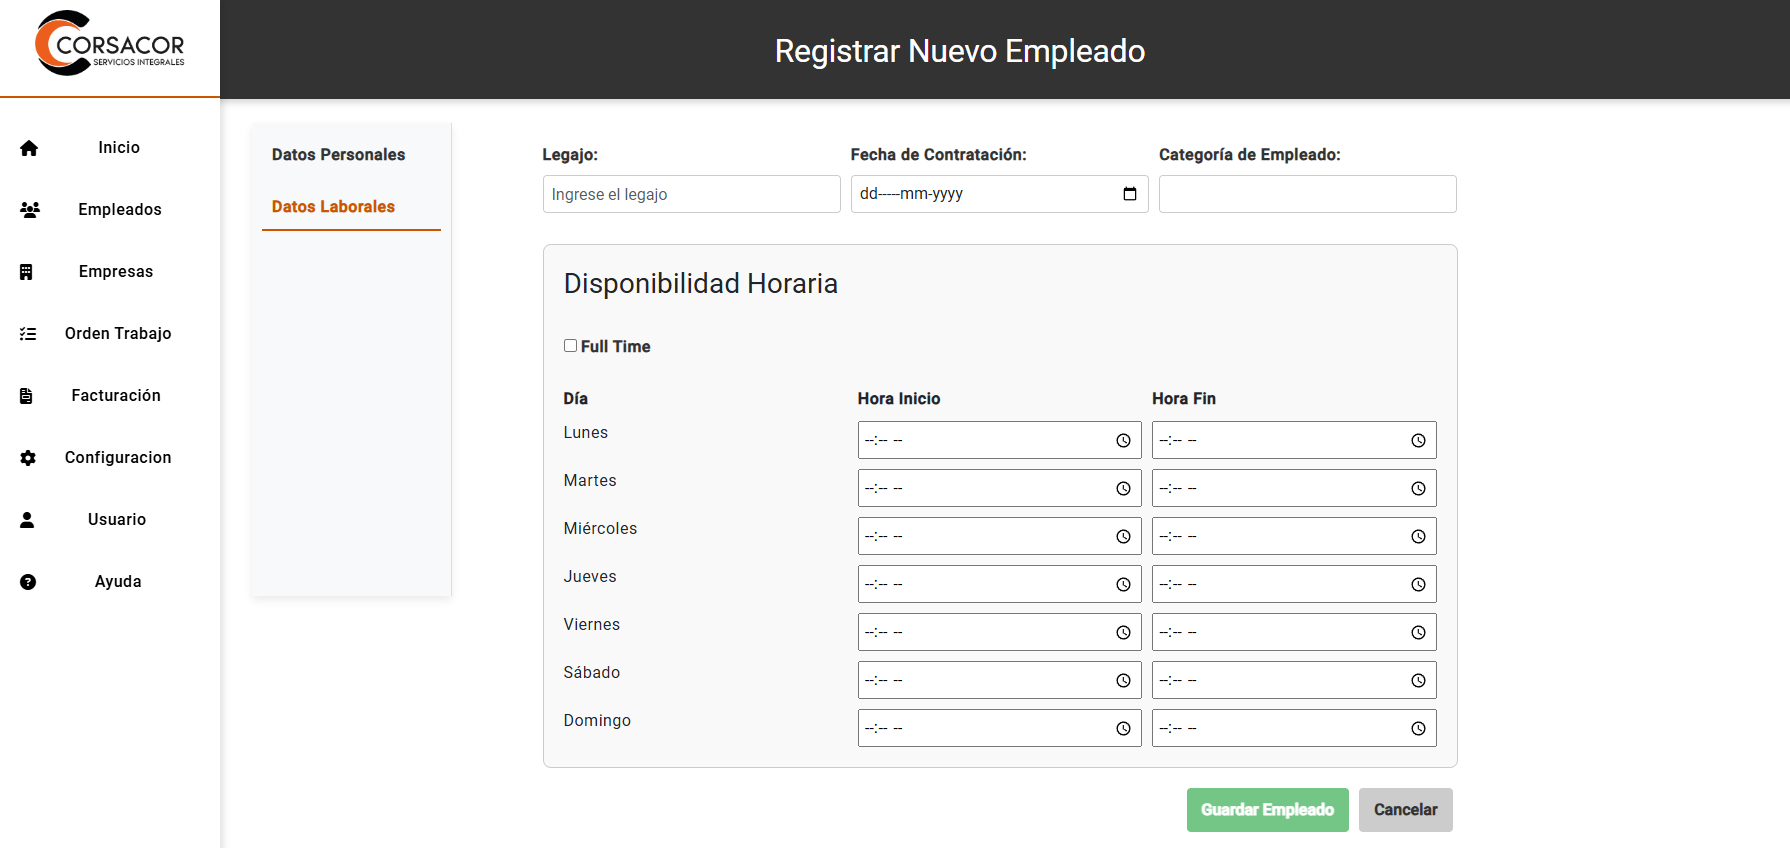 CORSACOR
SERVICIOS INTEGRALES
Registrar Nuevo Empleado
Inicio
Empleados
Empresas
Orden Trabajo
Facturación
Configuracion
Usuario
Ayuda
Datos Personales
Datos Laborales
Legajo: Fecha de Contratación: Categoría de Empleado:
Ingrese el legajo dd-----mm-yyyy
Disponibilidad Horaria
Full Time
Día Hora Inicio Hora Fin
Lunes --:-- -- --:-- --
Martes --:-- -- --:-- --
Miércoles --:-- -- --:-- --
Jueves --:-- -- --:-- --
Viernes --:-- -- --:-- --
Sábado --:-- -- --:-- --
Domingo --:-- -- --:-- --
Guardar Empleado Cancelar